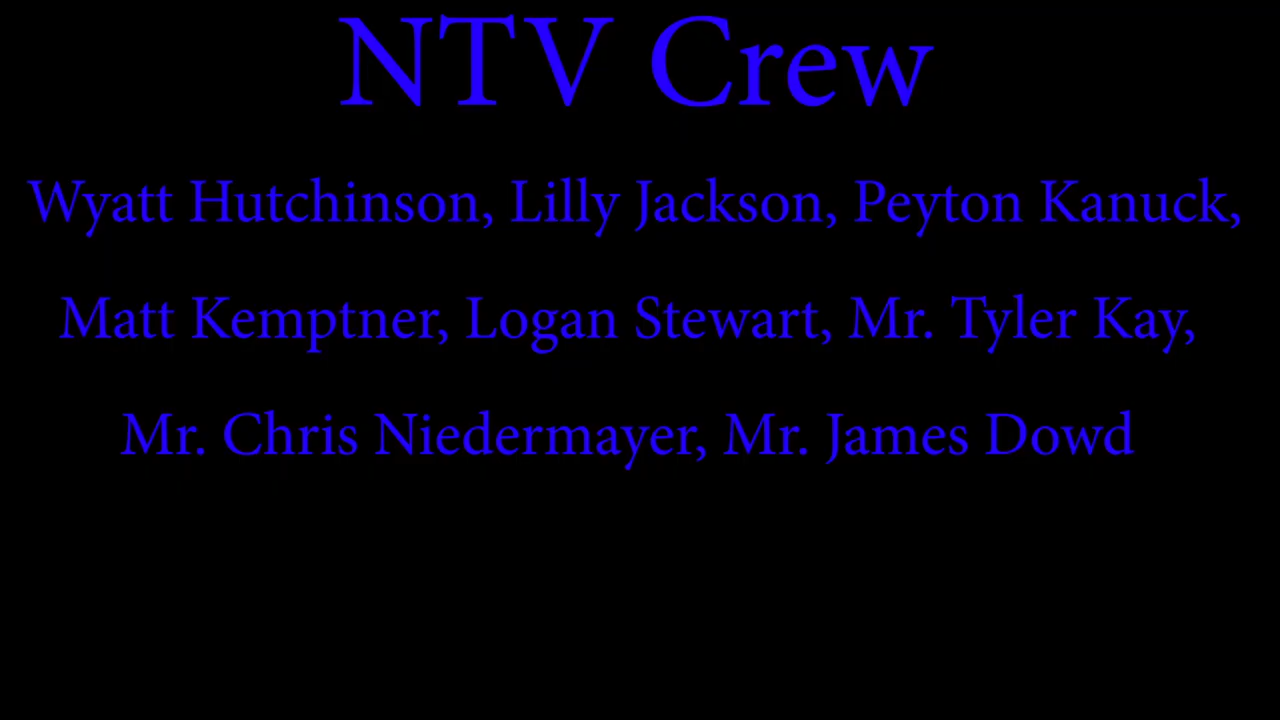 NTV Crew
Wyatt Hutchinson, Lilly Jackson, Peyton Kanuck,
Matt Kemptner, Logan Stewart, Mr. Tyler Kay,
Mr. Chris Niedermayer, Mr. James Dowd